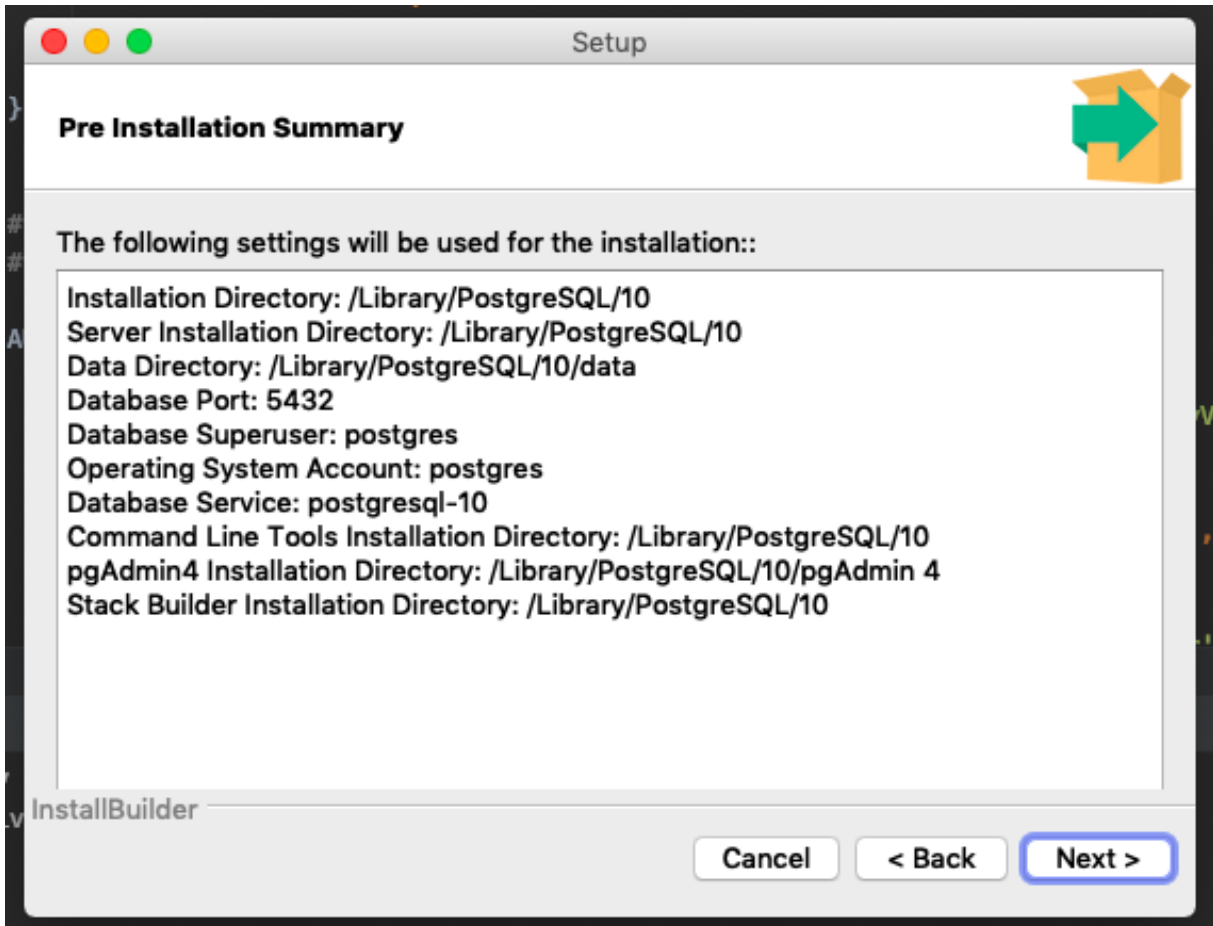 Setup
Pre Installation Summary
The following settings will be used for the installation::
Installation Directory: /Library/PostgreSQL/10
Server Installation Directory: /Library/PostgreSQL/10
Data Directory: /Library/PostgreSQL/10/data
Database Port: 5432
Database Superuser: postgres
Operating System Account: postgres
Database Service: postgresql-10
Command Line Tools Installation Directory: /Library/PostgreSQL/10
pgAdmin4 Installation Directory: /Library/PostgreSQL/10/pgAdmin 4
Stack Builder Installation Directory: /Library/PostgreSQL/10
InstallBuilder
Cancel
< Back
Next >